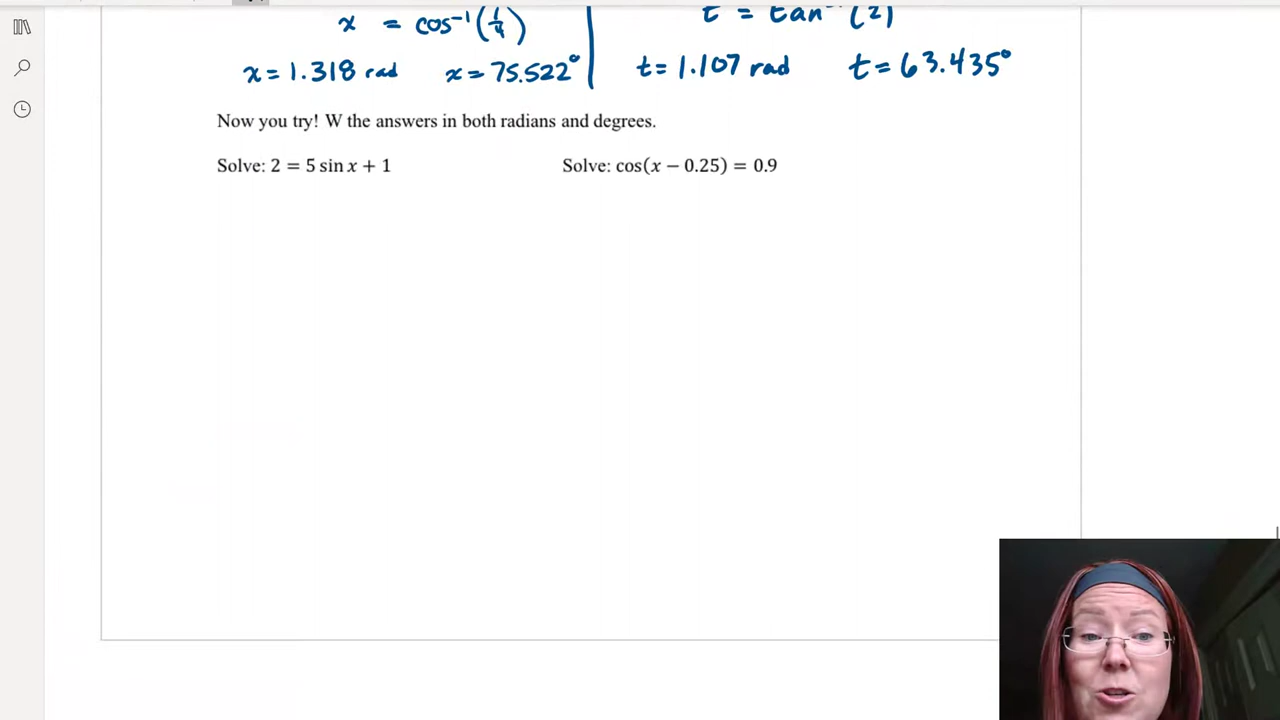 x = cos⁻¹(1/4)
t = tan⁻¹(2)
x = 1.318 rad x = 75.522°
t = 1.107 rad t = 63.435°
Now you try! W the answers in both radians and degrees.
Solve: 2 = 5 sin x + 1
Solve: cos(x − 0.25) = 0.9